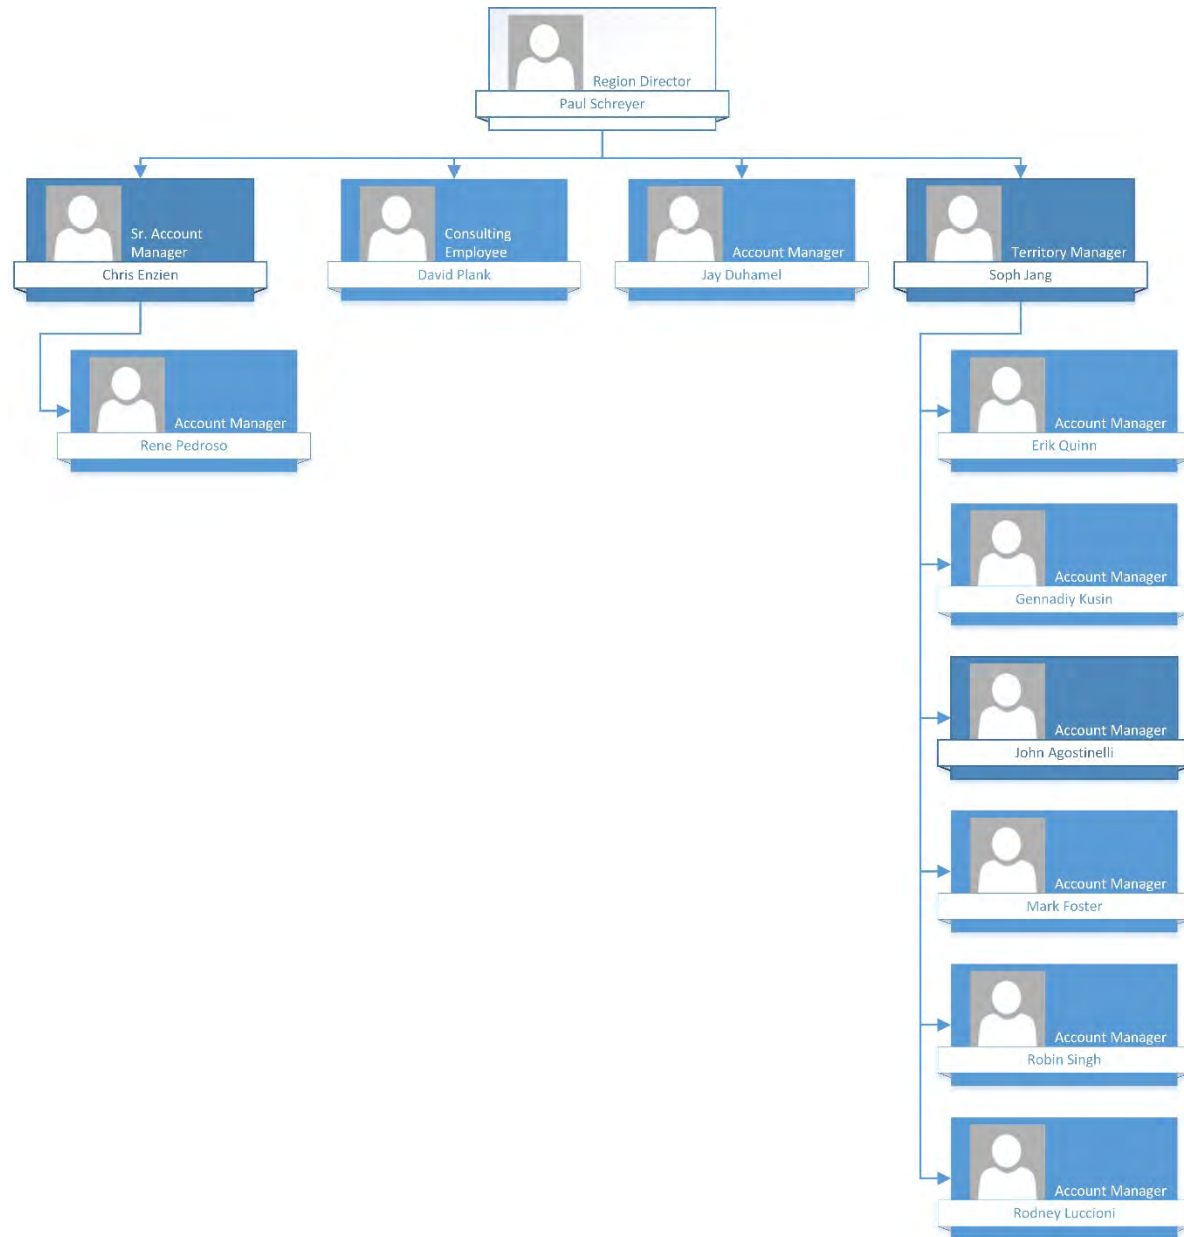 Region Director
Paul Schreyer
Sr. Account
Manager
Chris Enzien
Consulting
Employee
David Plank
Account Manager
Jay Duhamel
Territory Manager
Soph Jang
Account Manager
Rene Pedroso
Account Manager
Erik Quinn
Account Manager
Gennadiy Kusin
Account Manager
John Agostinelli
Account Manager
Mark Foster
Account Manager
Robin Singh
Account Manager
Rodney Luccioni